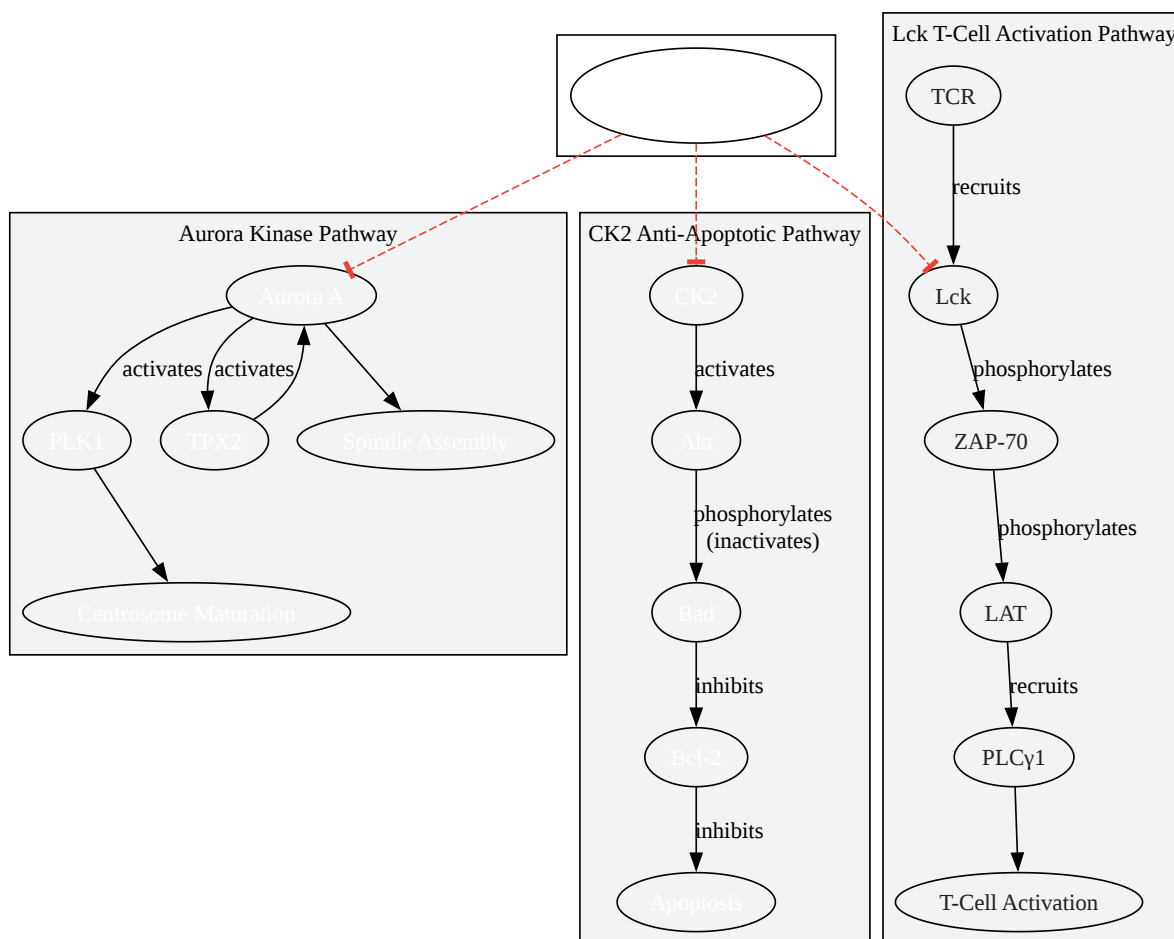 Lck T-Cell Activation Pathway
TCR
recruits
Aurora Kinase Pathway
CK2 Anti-Apoptotic Pathway
Aurora A
CK2
Lck
activates
activates
activates
phosphorylates
PLK1
TPX2
Spindle Assembly
Akt
ZAP-70
phosphorylates
(inactivates)
phosphorylates
Centrosome Maturation
Bad
LAT
inhibits
recruits
Bcl-2
PLCγ1
inhibits
Apoptosis
T-Cell Activation